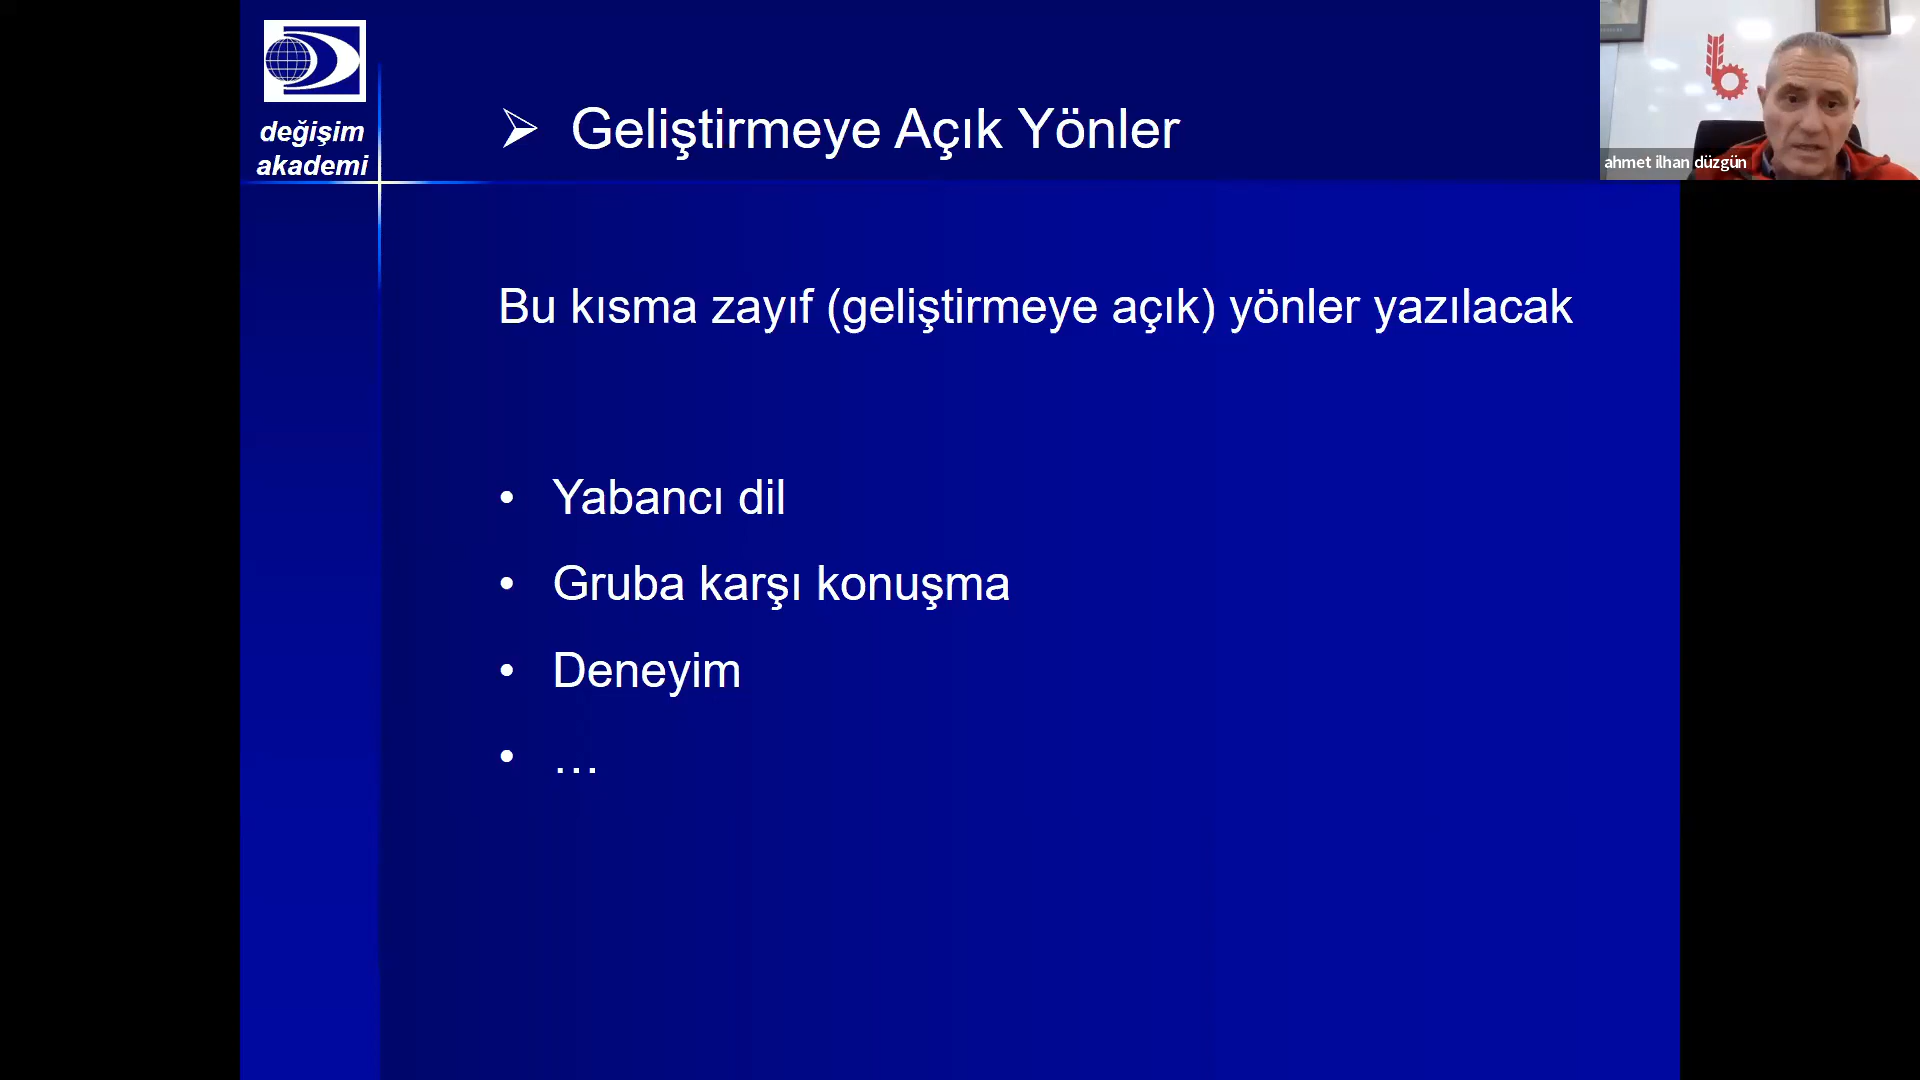 değişim
akademi
➢ Geliştirmeye Açık Yönler
ahmet ilhan düzgün
Bu kısma zayıf (geliştirmeye açık) yönler yazılacak
• Yabancı dil
• Gruba karşı konuşma
• Deneyim
• …